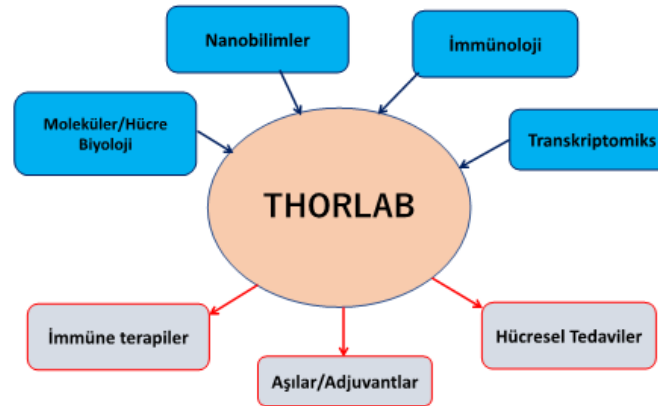 Nanobilimler
İmmünoloji
Moleküler/Hücre
Biyoloji
Transkriptomiks
THORLAB
İmmüne terapiler
Aşılar/Adjuvantlar
Hücresel Tedaviler